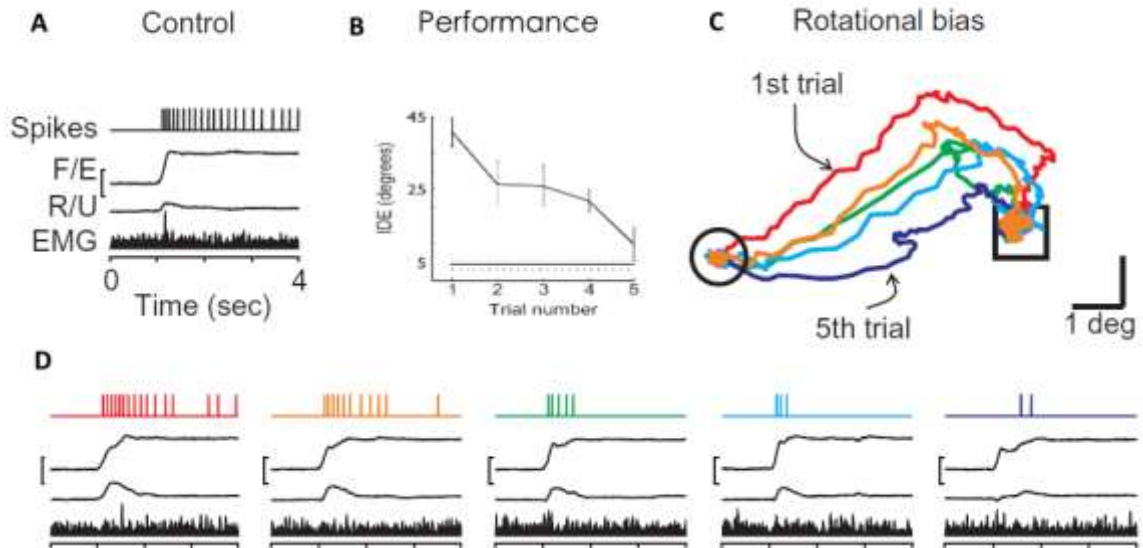 A Control
Spikes
F/E
R/U
EMG
0 4
Time (sec)
B Performance
IDE (degrees)
45
25
5
1 2 3 4 5
Trial number
C Rotational bias
1st trial
5th trial
1 deg
D